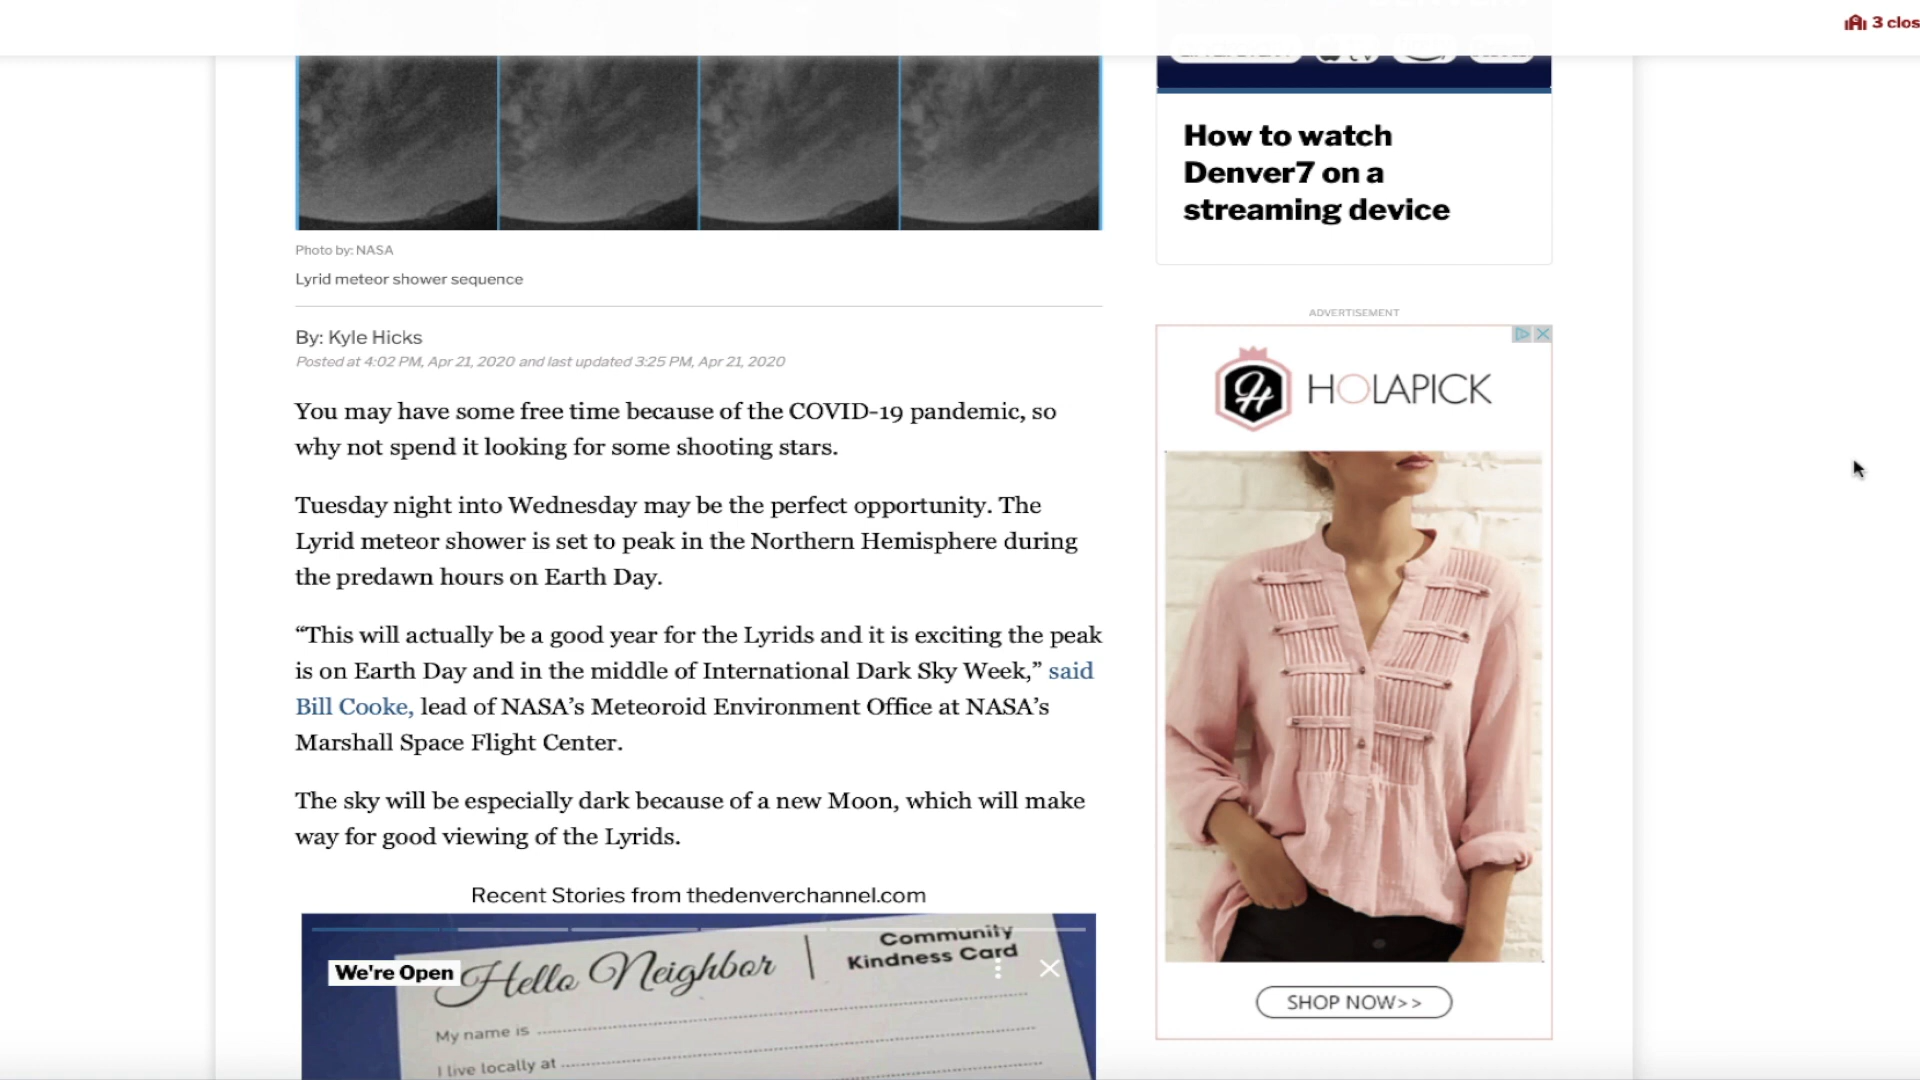 3 clos
How to watch
Denver7 on a
streaming device
Photo by: NASA
Lyrid meteor shower sequence
By: Kyle Hicks
Posted at 4:02 PM, Apr 21, 2020 and last updated 3:25 PM, Apr 21, 2020
You may have some free time because of the COVID-19 pandemic, so
why not spend it looking for some shooting stars.
Tuesday night into Wednesday may be the perfect opportunity. The
Lyrid meteor shower is set to peak in the Northern Hemisphere during
the predawn hours on Earth Day.
“This will actually be a good year for the Lyrids and it is exciting the peak
is on Earth Day and in the middle of International Dark Sky Week,” said
Bill Cooke, lead of NASA’s Meteoroid Environment Office at NASA’s
Marshall Space Flight Center.
The sky will be especially dark because of a new Moon, which will make
way for good viewing of the Lyrids.
Recent Stories from thedenverchannel.com
We're Open
Hello Neighbor
Community
Kindness Card
My name is
I live locally at
ADVERTISEMENT
H HOLAPICK
SHOP NOW>>